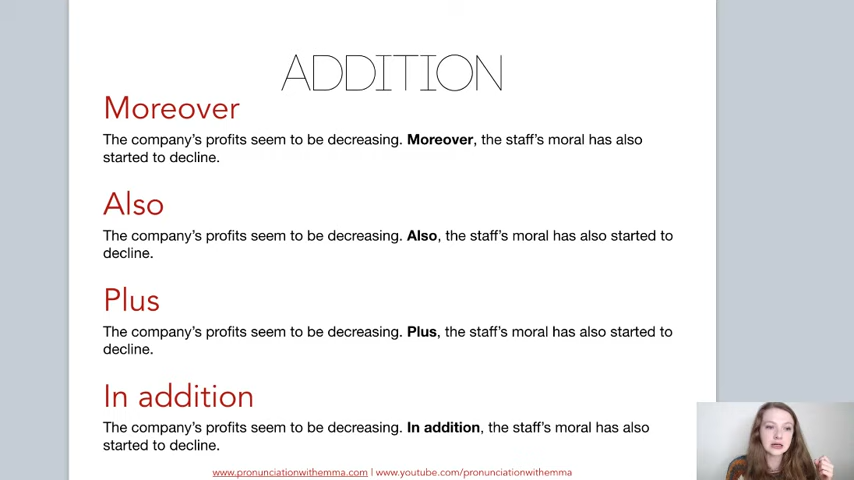 ADDITION
Moreover
The company's profits seem to be decreasing. Moreover, the staff's moral has also
started to decline.
Also
The company's profits seem to be decreasing. Also, the staff's moral has also started to
decline.
Plus
The company's profits seem to be decreasing. Plus, the staff's moral has also started to
decline.
In addition
The company's profits seem to be decreasing. In addition, the staff's moral has also
started to decline.
www.pronunciationwithemma.com | www.youtube.com/pronunciationwithemma